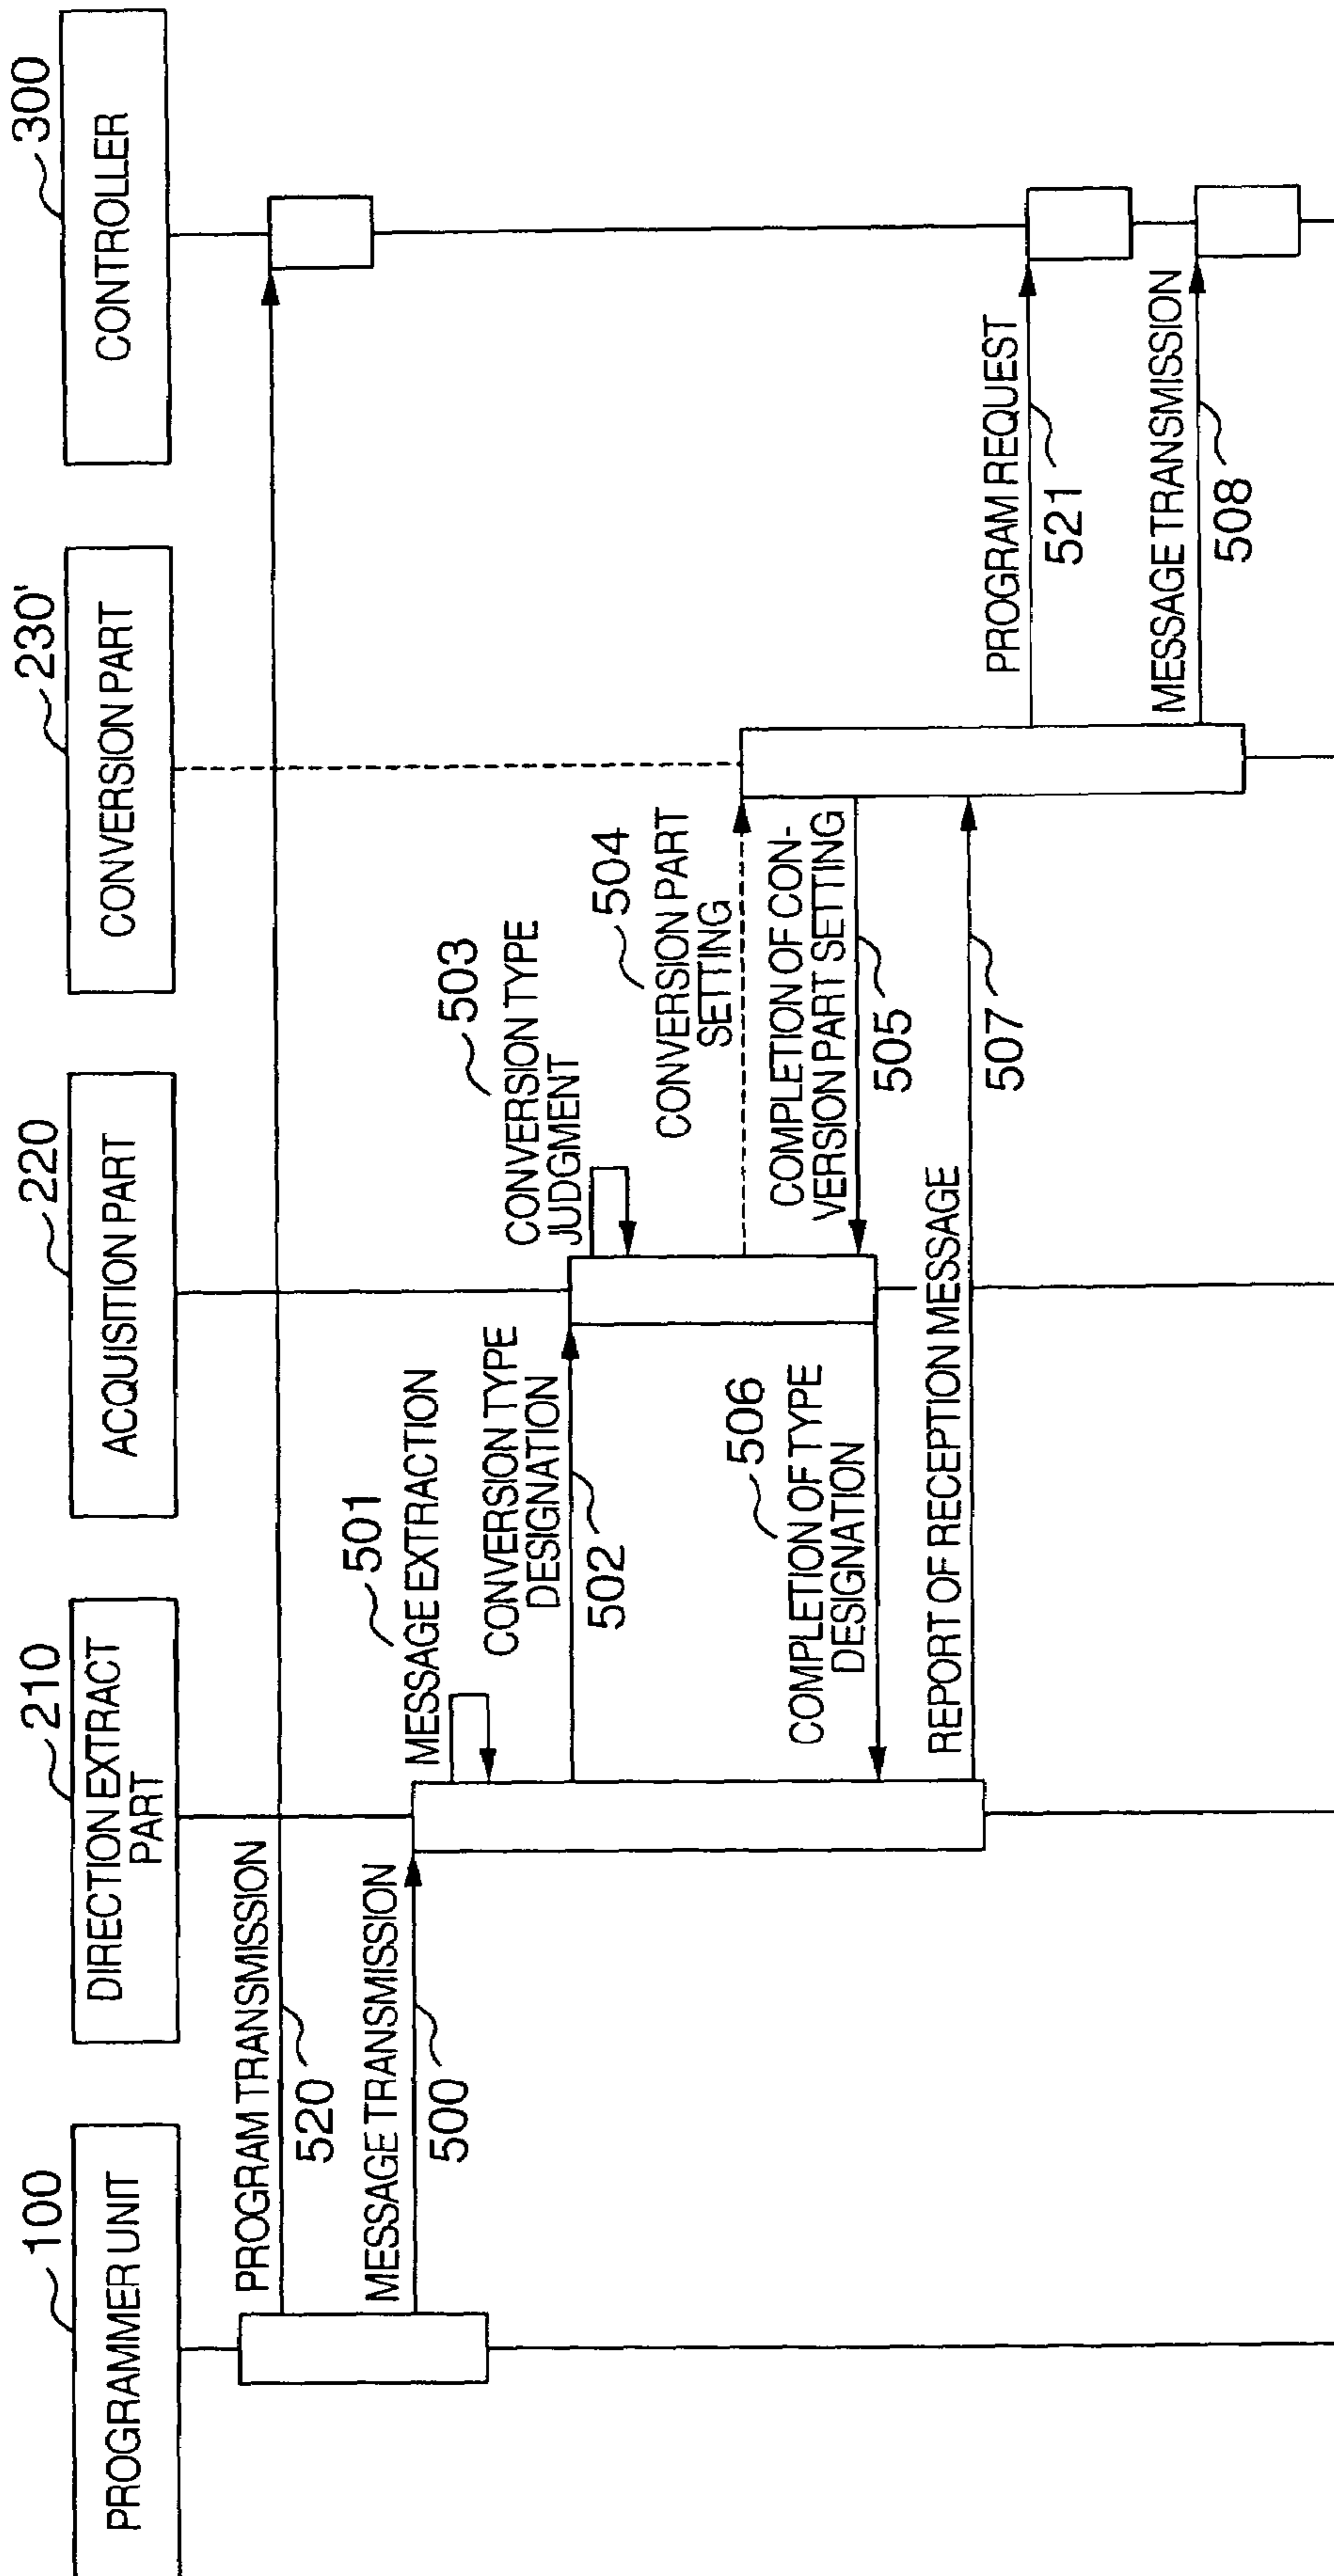 100
PROGRAMMER UNIT
210
DIRECTION EXTRACT
PART
220
ACQUISITION PART
230'
CONVERSION PART
300
CONTROLLER
PROGRAM TRANSMISSION
520
MESSAGE TRANSMISSION
500
501
MESSAGE EXTRACTION
CONVERSION TYPE
DESIGNATION
502
503
CONVERSION TYPE
JUDGMENT
504
CONVERSION PART
SETTING
COMPLETION OF CON-
VERSION PART SETTING
505
506
COMPLETION OF TYPE
DESIGNATION
REPORT OF RECEPTION MESSAGE
507
PROGRAM REQUEST
521
MESSAGE TRANSMISSION
508